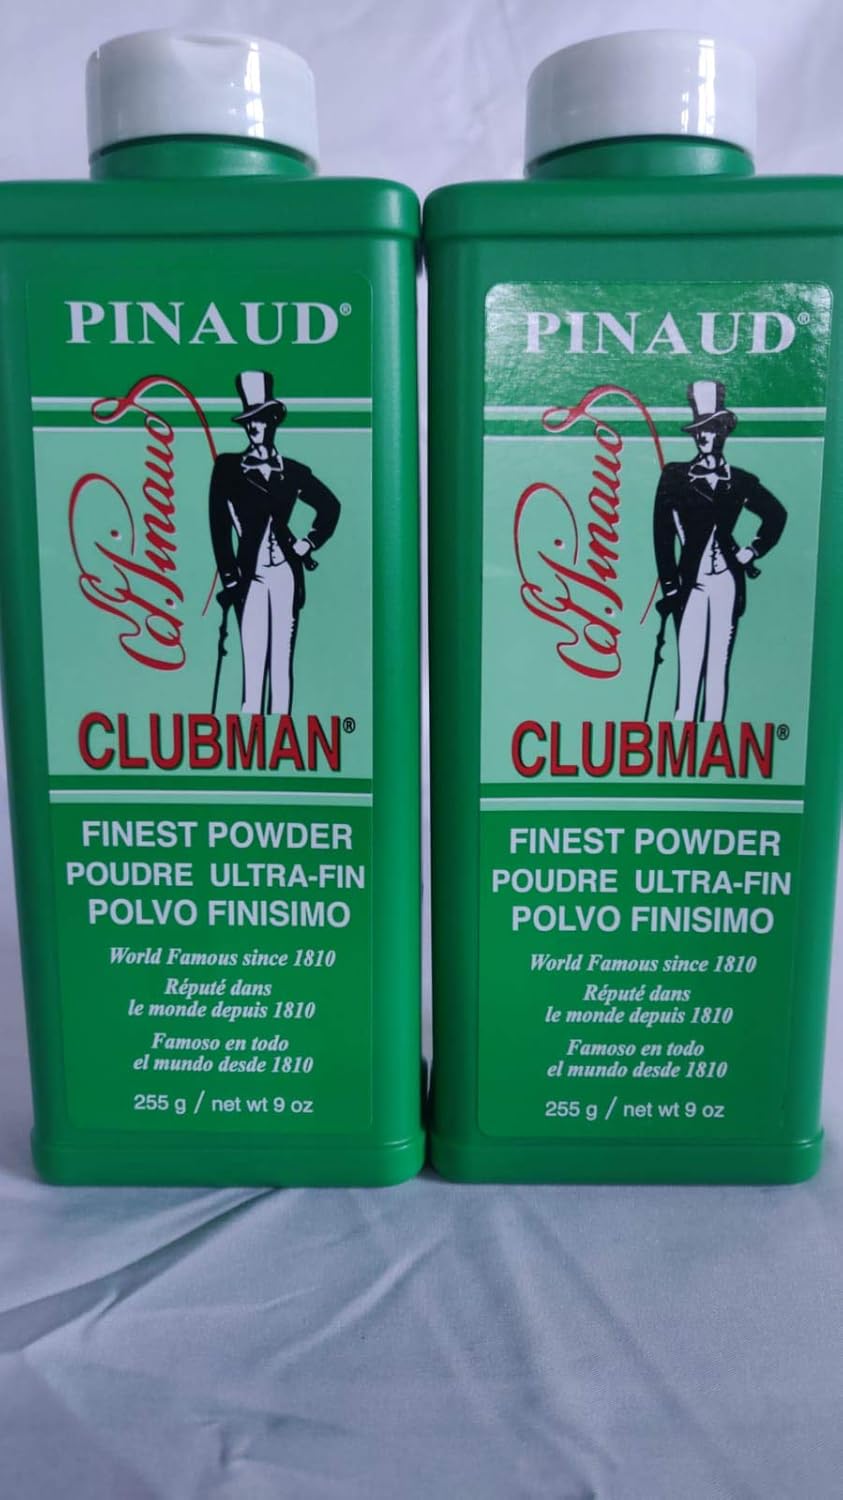 PINAUD®
Ed. Pinaud
CLUBMAN®
FINEST POWDER
POUDRE ULTRA-FIN
POLVO FINISIMO
World Famous since 1810
Réputé dans
le monde depuis 1810
Famoso en todo
el mundo desde 1810
255 g / net wt 9 oz
PINAUD®
Ed. Pinaud
CLUBMAN®
FINEST POWDER
POUDRE ULTRA-FIN
POLVO FINISIMO
World Famous since 1810
Réputé dans
le monde depuis 1810
Famoso en todo
el mundo desde 1810
255 g / net wt 9 oz